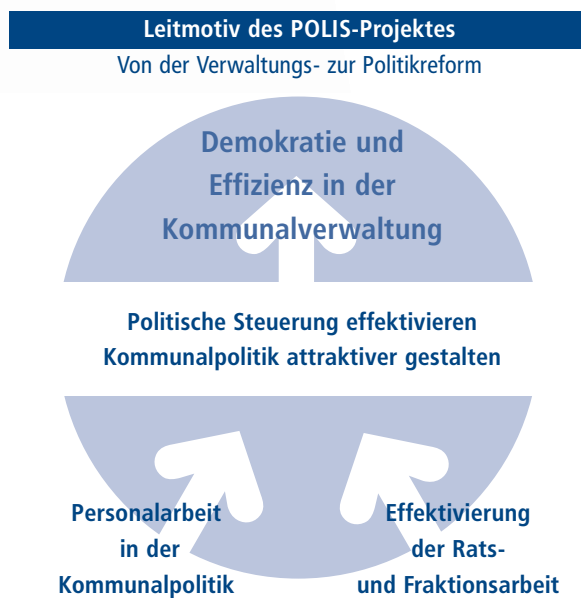 Leitmotiv des POLIS-Projektes
Von der Verwaltungs- zur Politikreform
Demokratie und
Effizienz in der
Kommunalverwaltung
Politische Steuerung effektivieren
Kommunalpolitik attraktiver gestalten
Personalarbeit
in der
Kommunalpolitik
Effektivierung
der Rats-
und Fraktionsarbeit